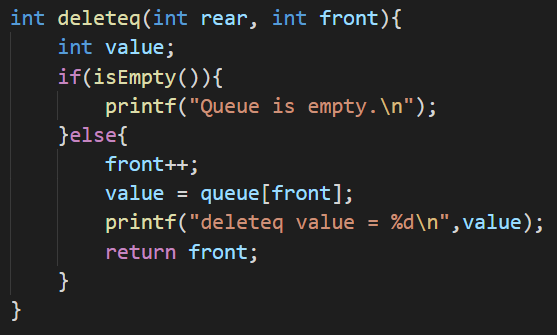 int deleteq(int rear, int front){
    int value;
    if(isEmpty()){
        printf("Queue is empty.\n");
    }else{
        front++;
        value = queue[front];
        printf("deleteq value = %d\n",value);
        return front;
    }
}